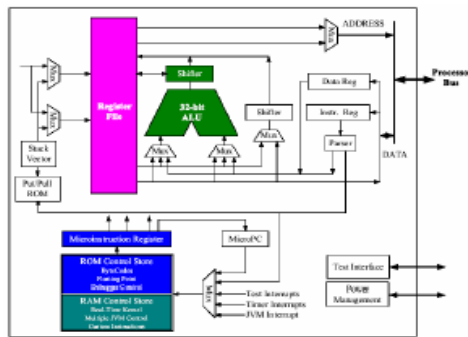 Mux
ADDRESS
Processor
Bus
Mux
Shifter
Data Reg
Register
File
32-bit
ALU
Shifter
Instr. Reg
Mux
Mux
Parser
Stack
Vector
Mux
Mux
DATA
Put/Pull
ROM
Microinstruction Register
MicroPC
ROM Control Store
ByteCodes
Floating Point
Debugger Control
Mux
Test Interface
Test Interrupts
RAM Control Store
Timer Interrupts
Power
Management
Real-Time Kernel
JVM Interrupt
Multiple JVM Control
Custom Instructions